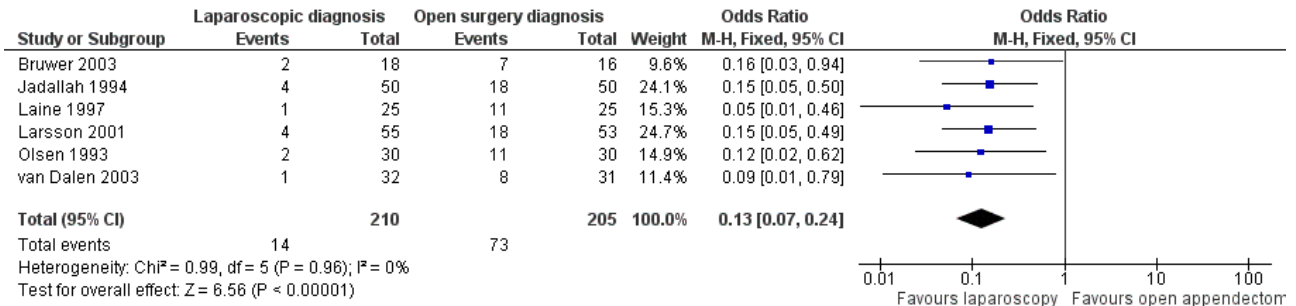 Laparoscopic diagnosis Open surgery diagnosis Odds Ratio Odds Ratio
Study or Subgroup Events Total Events Total Weight M-H, Fixed, 95% CI M-H, Fixed, 95% CI
Bruwer 2003 2 18 7 16 9.6% 0.16 [0.03, 0.94]
Jadallah 1994 4 50 18 50 24.1% 0.15 [0.05, 0.50]
Laine 1997 1 25 11 25 15.3% 0.05 [0.01, 0.46]
Larsson 2001 4 55 18 53 24.7% 0.15 [0.05, 0.49]
Olsen 1993 2 30 11 30 14.9% 0.12 [0.02, 0.62]
van Dalen 2003 1 32 8 31 11.4% 0.09 [0.01, 0.79]
Total (95% CI) 210 205 100.0% 0.13 [0.07, 0.24]
Total events 14 73
Heterogeneity: Chi² = 0.99, df = 5 (P = 0.96); I² = 0%
Test for overall effect: Z = 6.56 (P < 0.00001)
0.01 0.1 1 10 100
Favours laparoscopy Favours open appendectom